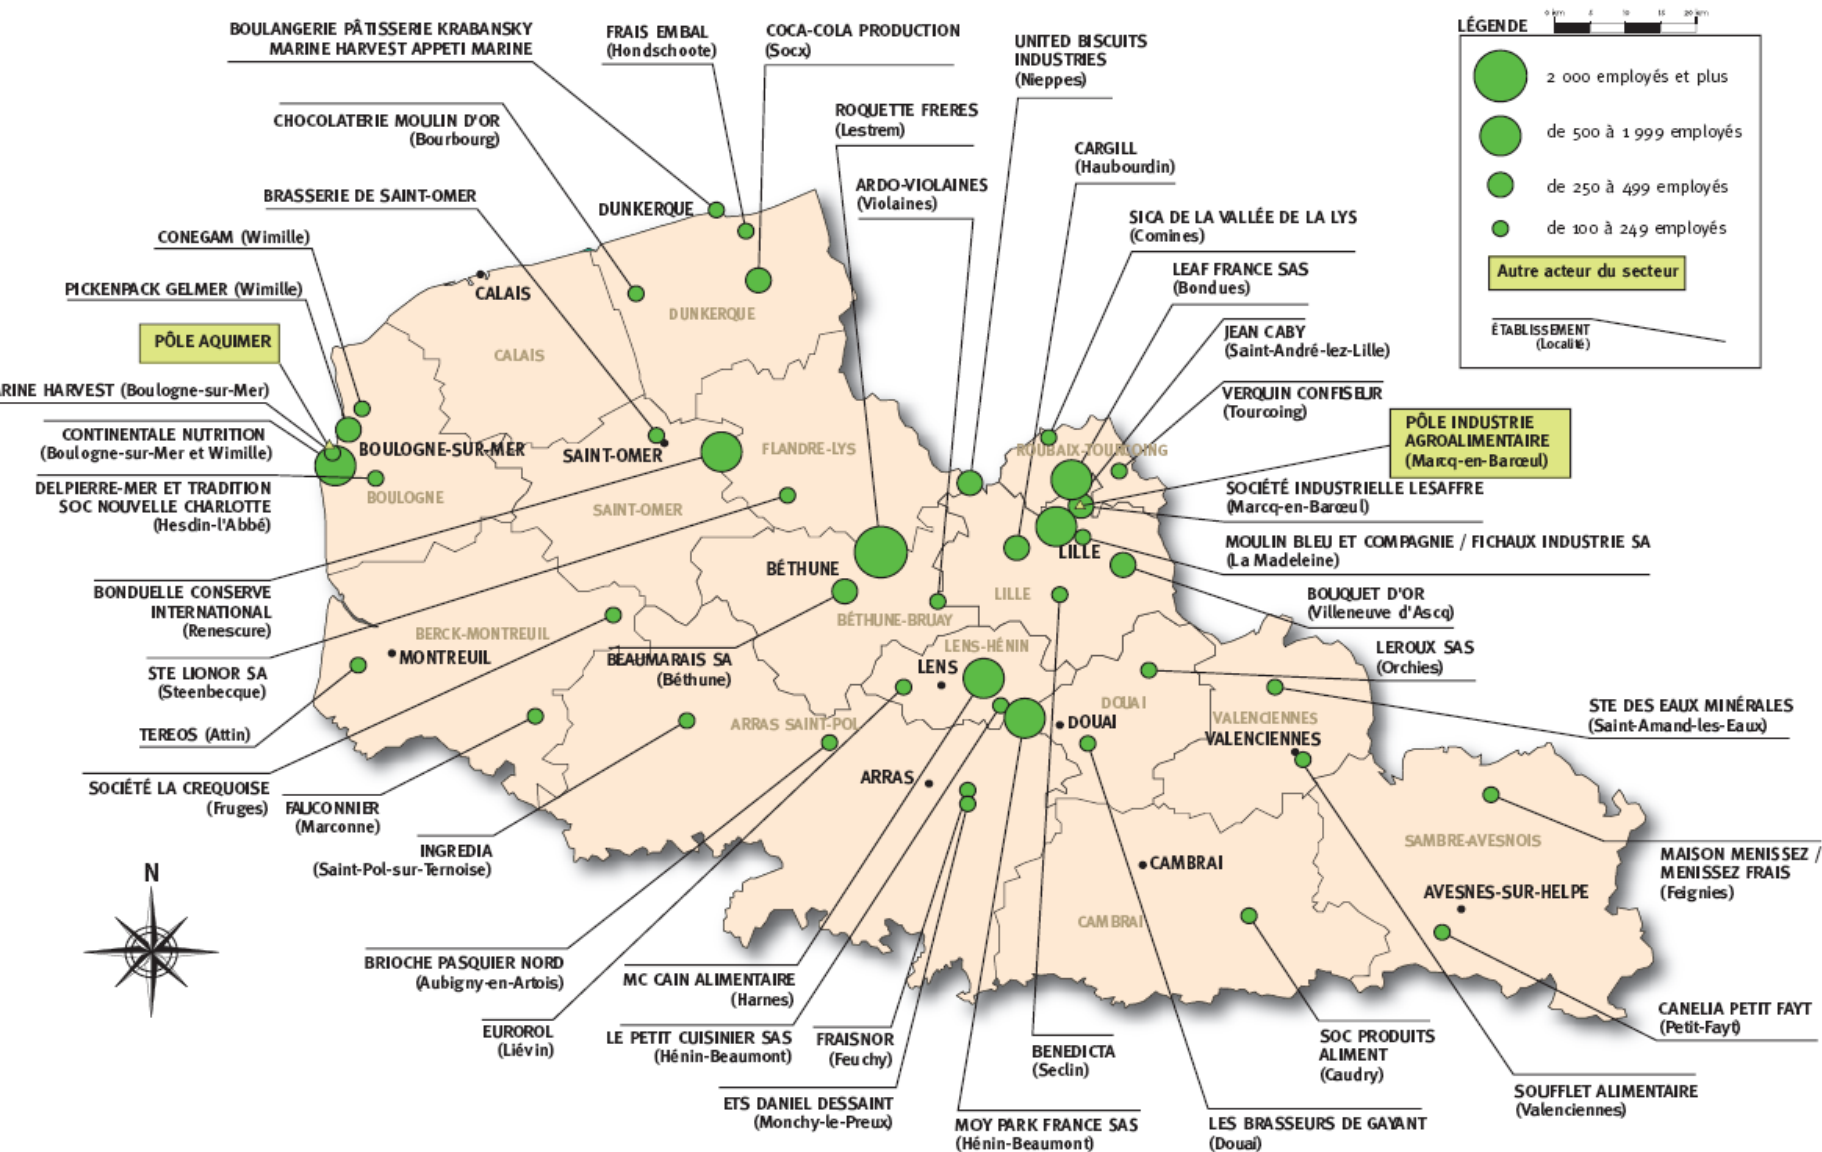 BOULANGERIE PÂTISSERIE KRABANSKY
MARINE HARVEST APPETI MARINE
FRAIS EMBAL
(Hondschoote)
COCA-COLA PRODUCTION
(Socx)
UNITED BISCUITS
INDUSTRIES
(Nieppes)
LÉGENDE
0 km 5 10 15 20 km
2 000 employés et plus
de 500 à 1 999 employés
de 250 à 499 employés
de 100 à 249 employés
Autre acteur du secteur
ÉTABLISSEMENT
(Localité)
CHOCOLATERIE MOULIN D'OR
(Bourbourg)
ROQUETTE FRERES
(Lestrem)
CARGILL
(Haubourdin)
BRASSERIE DE SAINT-OMER
ARDO-VIOLAINES
(Violaines)
SICA DE LA VALLÉE DE LA LYS
(Comines)
CONEGAM (Wimille)
LEAF FRANCE SAS
(Bondues)
PICKENPACK GELMER (Wimille)
JEAN CABY
(Saint-André-lez-Lille)
PÔLE AQUIMER
VERQUIN CONFISEUR
(Tourcoing)
ARINE HARVEST (Boulogne-sur-Mer)
PÔLE INDUSTRIE
AGROALIMENTAIRE
(Marcq-en-Barœul)
CONTINENTALE NUTRITION
(Boulogne-sur-Mer et Wimille)
SOCIÉTÉ INDUSTRIELLE LESAFFRE
(Marcq-en-Barœul)
DELPIERRE-MER ET TRADITION
SOC NOUVELLE CHARLOTTE
(Hesdin-l'Abbé)
MOULIN BLEU ET COMPAGNIE / FICHAUX INDUSTRIE SA
(La Madeleine)
BONDUELLE CONSERVE
INTERNATIONAL
(Renescure)
BOUQUET D'OR
(Villeneuve d'Ascq)
STE LIONOR SA
(Steenbecque)
BEAUMARAIS SA
(Béthune)
LEROUX SAS
(Orchies)
TEREOS (Attin)
STE DES EAUX MINÉRALES
(Saint-Amand-les-Eaux)
SOCIÉTÉ LA CREQUOISE
(Fruges)
FAUCONNIER
(Marconne)
INGREDIA
(Saint-Pol-sur-Ternoise)
MAISON MENISSEZ /
MENISSEZ FRAIS
(Feignies)
BRIOCHE PASQUIER NORD
(Aubigny-en-Artois)
MC CAIN ALIMENTAIRE
(Harnes)
EUROROL
(Liévin)
LE PETIT CUISINIER SAS
(Hénin-Beaumont)
FRAISNOR
(Feuchy)
BENEDICTA
(Seclin)
SOC PRODUITS
ALIMENT
(Caudry)
CANELIA PETIT FAYT
(Petit-Fayt)
ETS DANIEL DESSAINT
(Monchy-le-Preux)
MOY PARK FRANCE SAS
(Hénin-Beaumont)
LES BRASSEURS DE GAYANT
(Douai)
SOUFFLET ALIMENTAIRE
(Valenciennes)
DUNKERQUE
CALAIS
DUNKERQUE
CALAIS
BOULOGNE-SUR-MER
SAINT-OMER
FLANDRE-LYS
ROUBAIX-TOURCOING
BOULOGNE
SAINT-OMER
LILLE
BÉTHUNE
LILLE
BÉTHUNE-BRUAY
BERCK-MONTREUIL
MONTREUIL
LENS-HÉNIN
LENS
DOUAI
DOUAI
ARRAS SAINT-POL
VALENCIENNES
VALENCIENNES
ARRAS
CAMBRAI
CAMBRAI
SAMBRE-AVESNOIS
AVESNES-SUR-HELPE
N